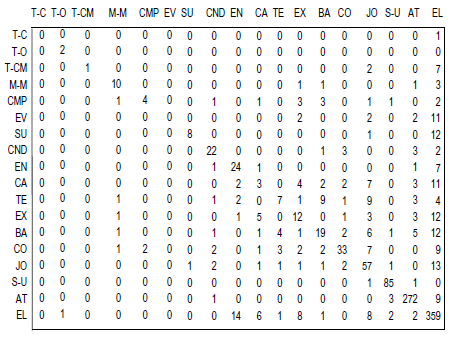 T-C T-O T-CM M-M CMP EV SU CND EN CA TE EX BA CO JO S-U AT EL
T-C 0 0 0 0 0 0 0 0 0 0 0 0 0 0 0 0 0 1
T-O 0 2 0 0 0 0 0 0 0 0 0 0 0 0 0 0 0 0
T-CM 0 0 1 0 0 0 0 0 0 0 0 0 0 0 2 0 0 7
M-M 0 0 0 10 0 0 0 0 0 0 0 1 1 0 0 0 1 3
CMP 0 0 0 1 4 0 0 1 0 1 0 3 3 0 1 1 0 2
EV 0 0 0 0 0 0 0 0 0 0 0 2 0 0 2 0 2 11
SU 0 0 0 0 0 0 8 0 0 0 0 0 0 0 1 0 0 12
CND 0 0 0 0 0 0 0 22 0 0 0 0 1 3 0 0 3 2
EN 0 0 0 0 0 0 0 1 24 1 0 0 0 0 0 0 1 7
CA 0 0 0 0 0 0 0 0 2 3 0 4 2 2 7 0 3 11
TE 0 0 0 1 0 0 0 1 2 0 7 1 9 1 9 0 3 4
EX 0 0 0 1 0 0 0 0 1 5 0 12 0 1 3 0 3 12
BA 0 0 0 1 0 0 0 1 0 1 4 1 19 2 6 1 5 12
CO 0 0 0 1 2 0 0 2 0 1 3 2 2 33 7 0 0 9
JO 0 0 0 0 0 0 1 2 0 1 1 1 1 2 57 1 0 13
S-U 0 0 0 0 0 0 0 0 0 0 0 0 0 0 1 85 1 0
AT 0 0 0 0 0 0 0 1 0 0 0 0 0 0 0 3 272 9
EL 0 1 0 0 0 0 0 0 14 6 1 8 1 0 8 2 2 359